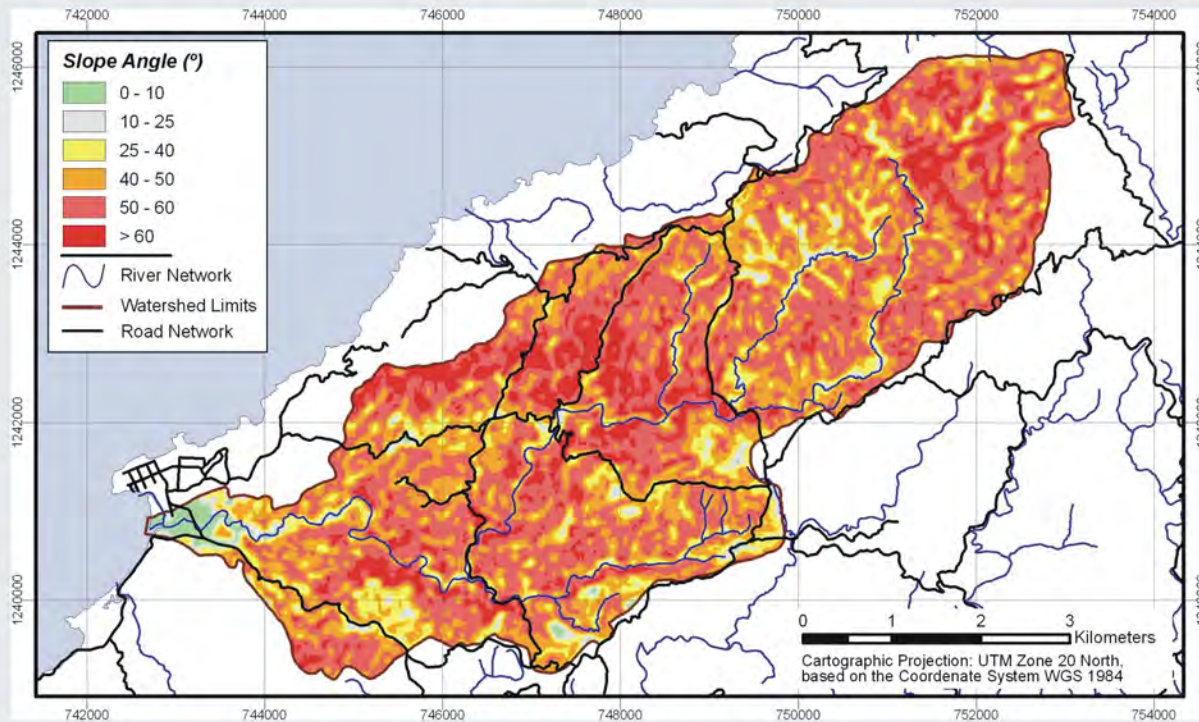 742000 744000 746000 748000 750000 752000 754000
1246000
1244000
1242000
1240000
Slope Angle (º)
0 - 10
10 - 25
25 - 40
40 - 50
50 - 60
> 60
River Network
Watershed Limits
Road Network
0 1 2 3
Kilometers
Cartographic Projection: UTM Zone 20 North,
based on the Coordenate System WGS 1984
742000 744000 746000 748000 750000 752000 754000